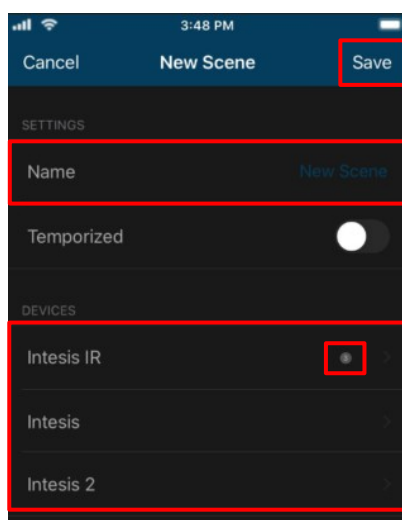 3:48 PM
Cancel New Scene Save
SETTINGS
Name New Scene
Temporized
DEVICES
Intesis IR
Intesis
Intesis 2